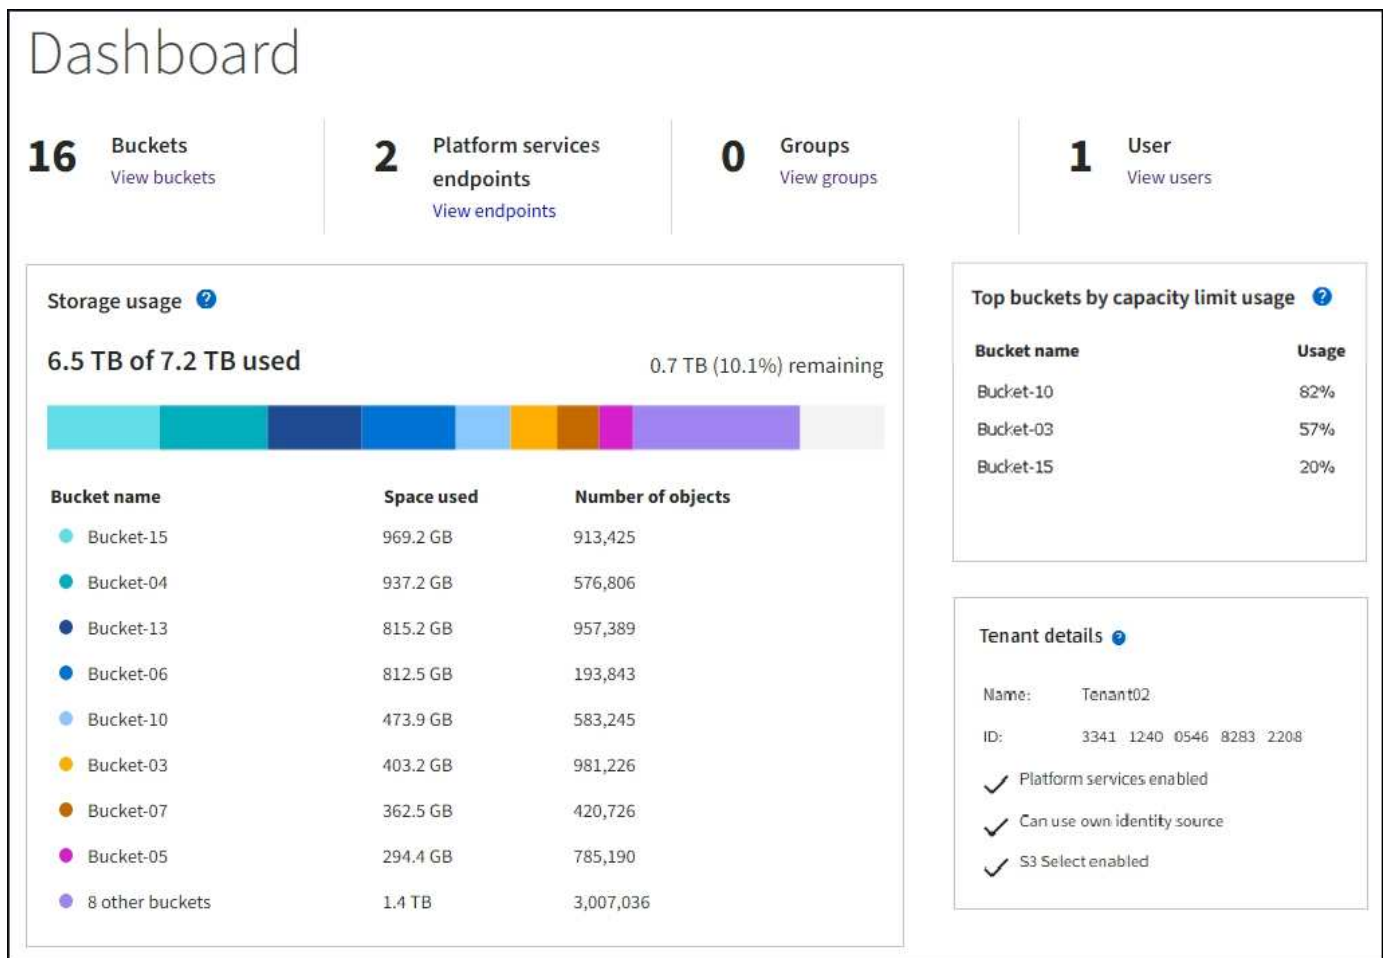 Dashboard
16 Buckets
View buckets
2 Platform services
endpoints
View endpoints
0 Groups
View groups
1 User
View users
Storage usage ?
6.5 TB of 7.2 TB used
0.7 TB (10.1%) remaining
Bucket name Space used Number of objects
Bucket-15 969.2 GB 913,425
Bucket-04 937.2 GB 576,806
Bucket-13 815.2 GB 957,389
Bucket-06 812.5 GB 193,843
Bucket-10 473.9 GB 583,245
Bucket-03 403.2 GB 981,226
Bucket-07 362.5 GB 420,726
Bucket-05 294.4 GB 785,190
8 other buckets 1.4 TB 3,007,036
Top buckets by capacity limit usage ?
Bucket name Usage
Bucket-10 82%
Bucket-03 57%
Bucket-15 20%
Tenant details ?
Name: Tenant02
ID: 3341 1240 0546 8283 2208
Platform services enabled
Can use own identity source
S3 Select enabled